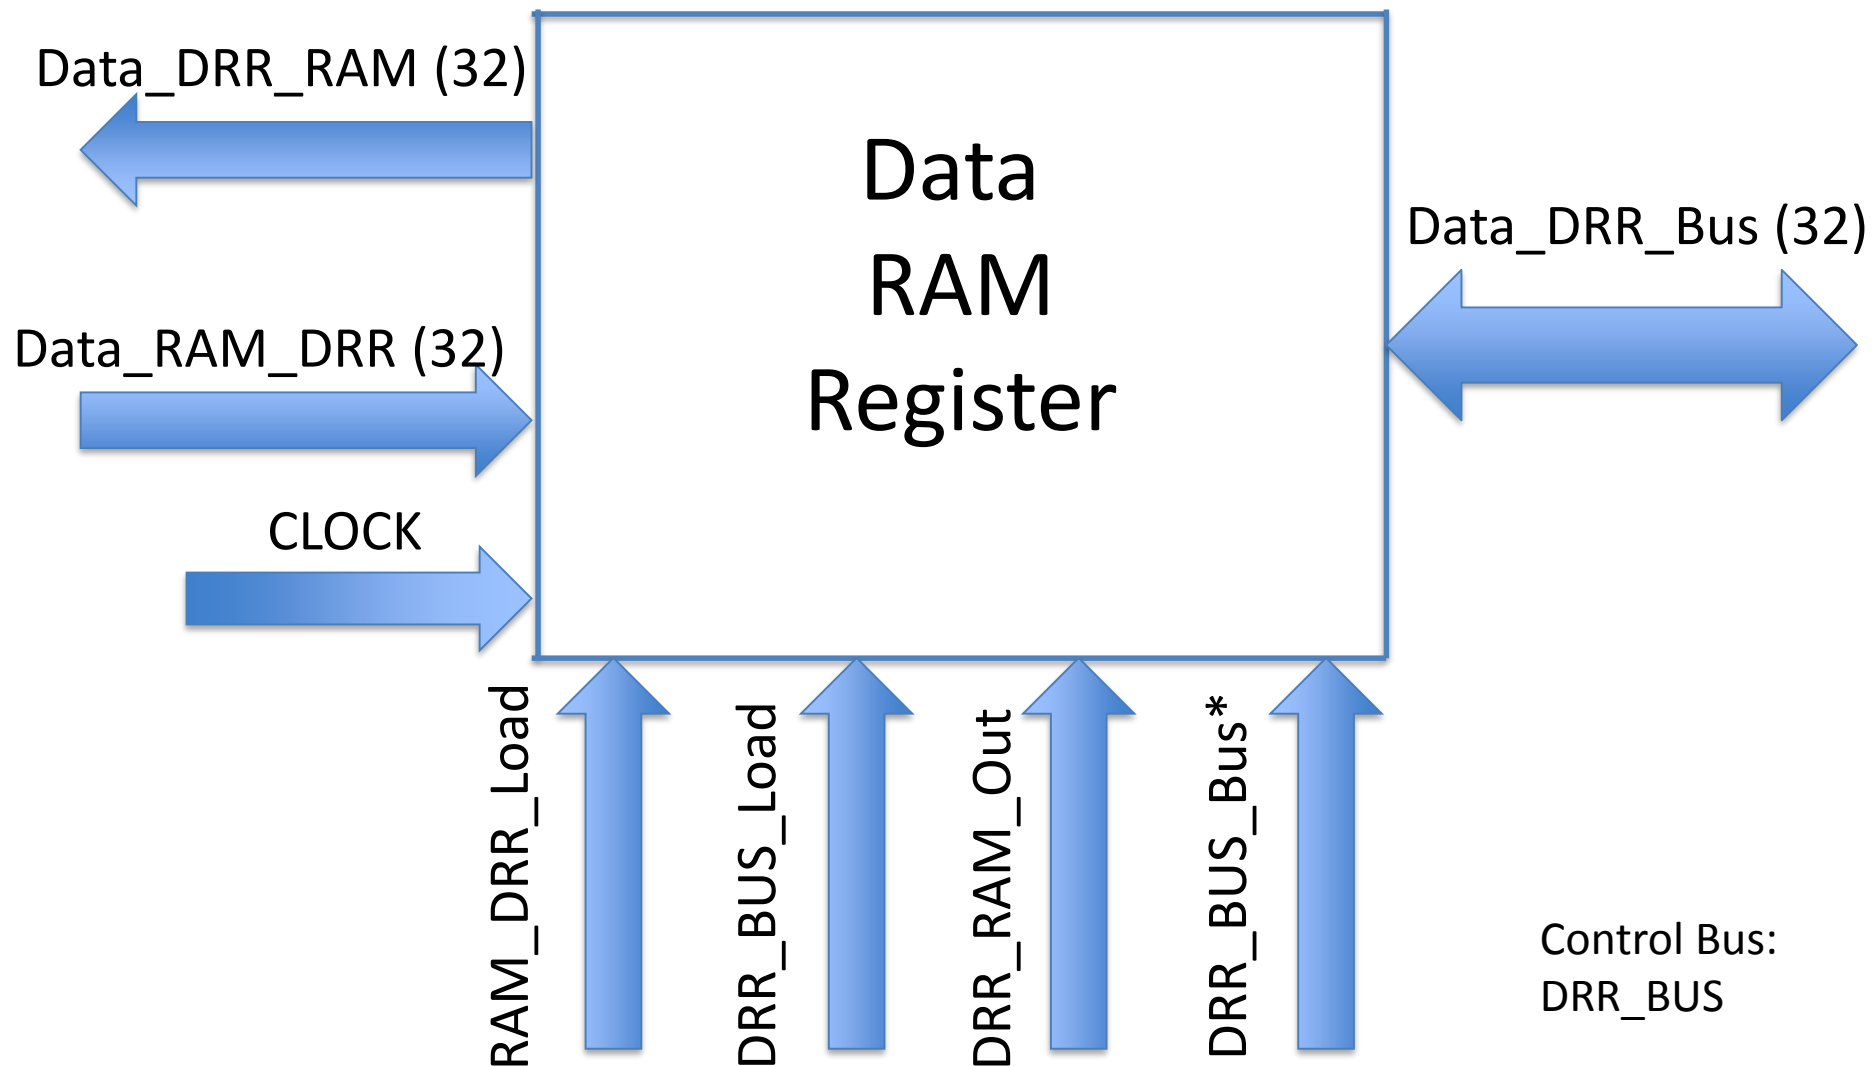 Data_DRR_RAM (32)
Data
RAM
Register
Data_DRR_Bus (32)
Data_RAM_DRR (32)
CLOCK
RAM_DRR_Load
DRR_BUS_Load
DRR_RAM_Out
DRR_BUS_Bus*
Control Bus:
DRR_BUS